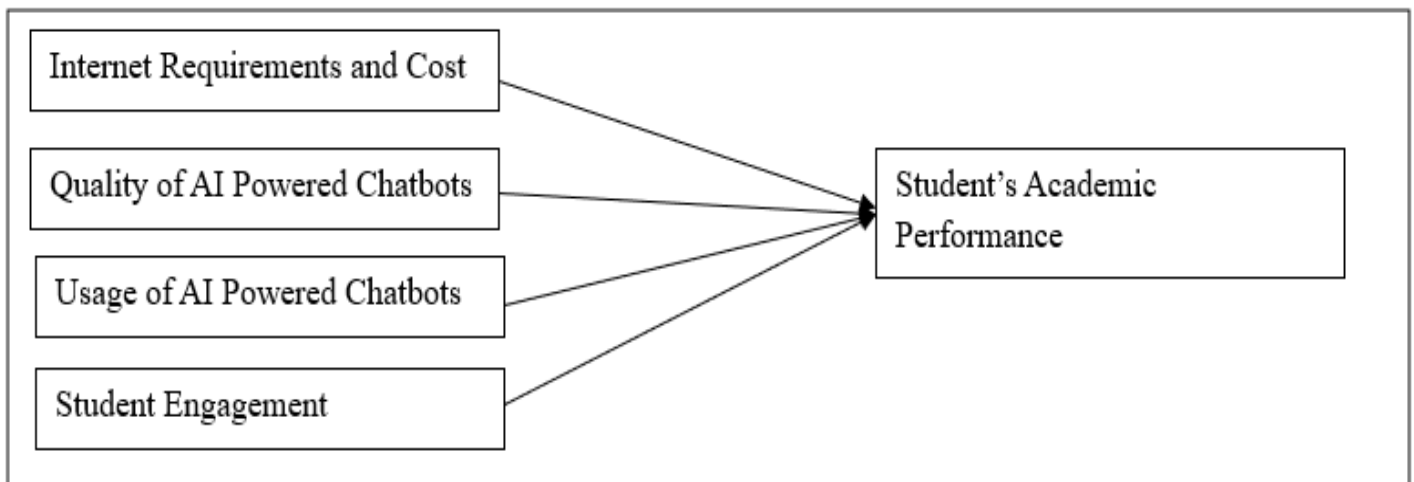 Internet Requirements and Cost
Quality of AI Powered Chatbots
Usage of AI Powered Chatbots
Student Engagement
Student’s Academic
Performance